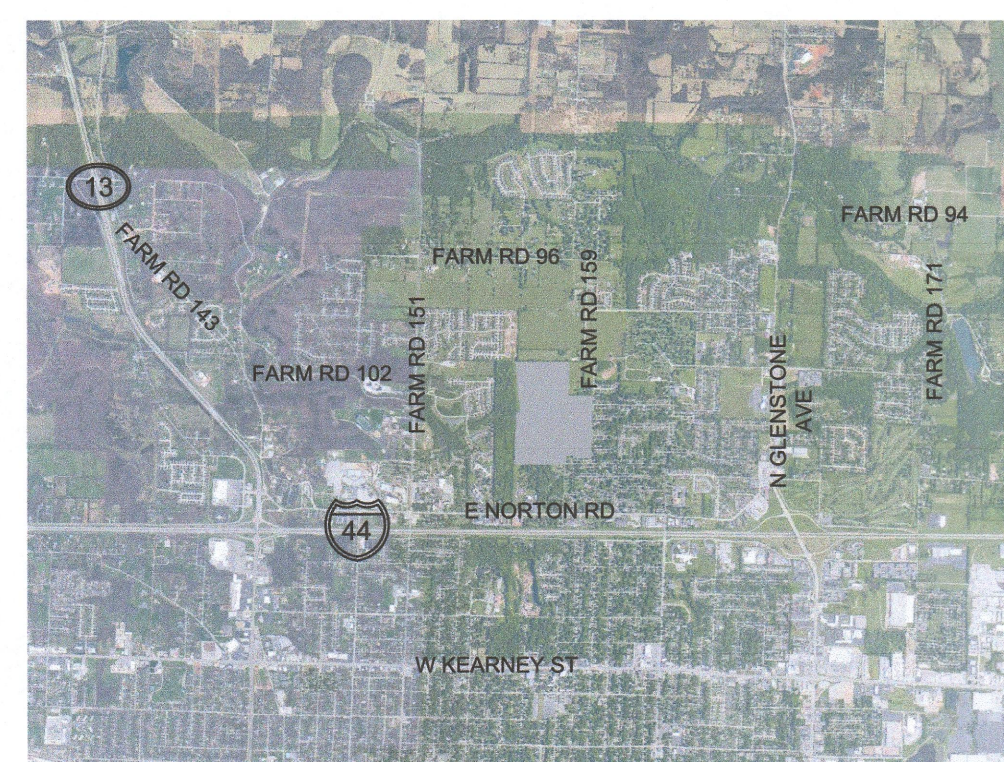 13
FARM RD 143
FARM RD 94
FARM RD 96
FARM RD 159
FARM RD 171
FARM RD 151
FARM RD 102
N GLENSTONE
AVE
E NORTON RD
44
W KEARNEY ST